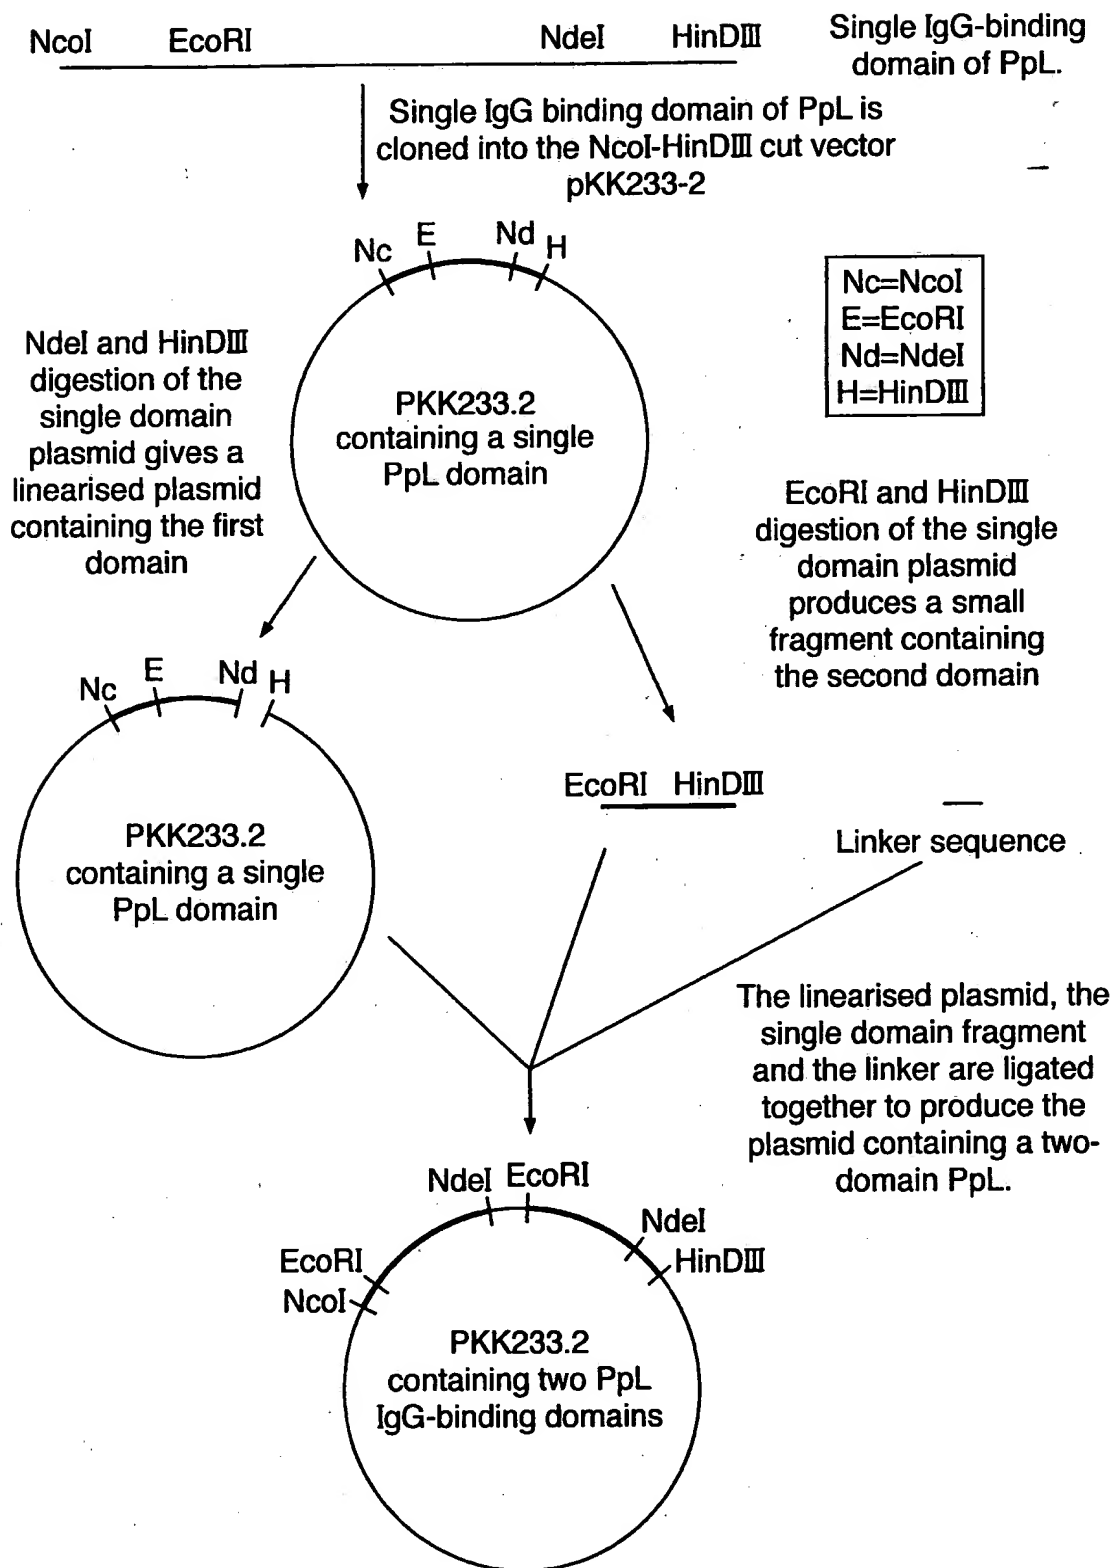 NcoI EcoRI NdeI HinDIII
Single IgG-binding
domain of PpL.
Single IgG binding domain of PpL is
cloned into the NcoI-HinDIII cut vector
pKK233-2
Nc E Nd H
Nc=NcoI
E=EcoRI
Nd=NdeI
H=HinDIII
NdeI and HinDIII
digestion of the
single domain
plasmid gives a
linearised plasmid
containing the first
domain
PKK233.2
containing a single
PpL domain
EcoRI and HinDIII
digestion of the single
domain plasmid
produces a small
fragment containing
the second domain
Nc E Nd H
PKK233.2
containing a single
PpL domain
EcoRI HinDIII
Linker sequence
The linearised plasmid, the
single domain fragment
and the linker are ligated
together to produce the
plasmid containing a two-
domain PpL.
NdeI EcoRI
NdeI
HinDIII
EcoRI
NcoI
PKK233.2
containing two PpL
IgG-binding domains